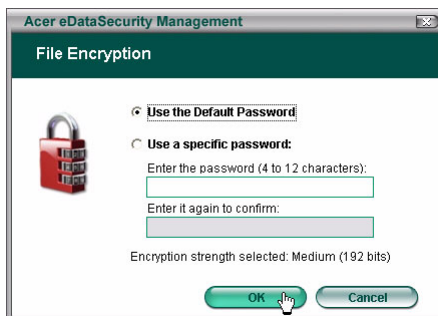 Acer eDataSecurity Management
File Encryption
Use the Default Password
Use a specific password:
Enter the password (4 to 12 characters):
Enter it again to confirm:
Encryption strength selected: Medium (192 bits)
OK Cancel